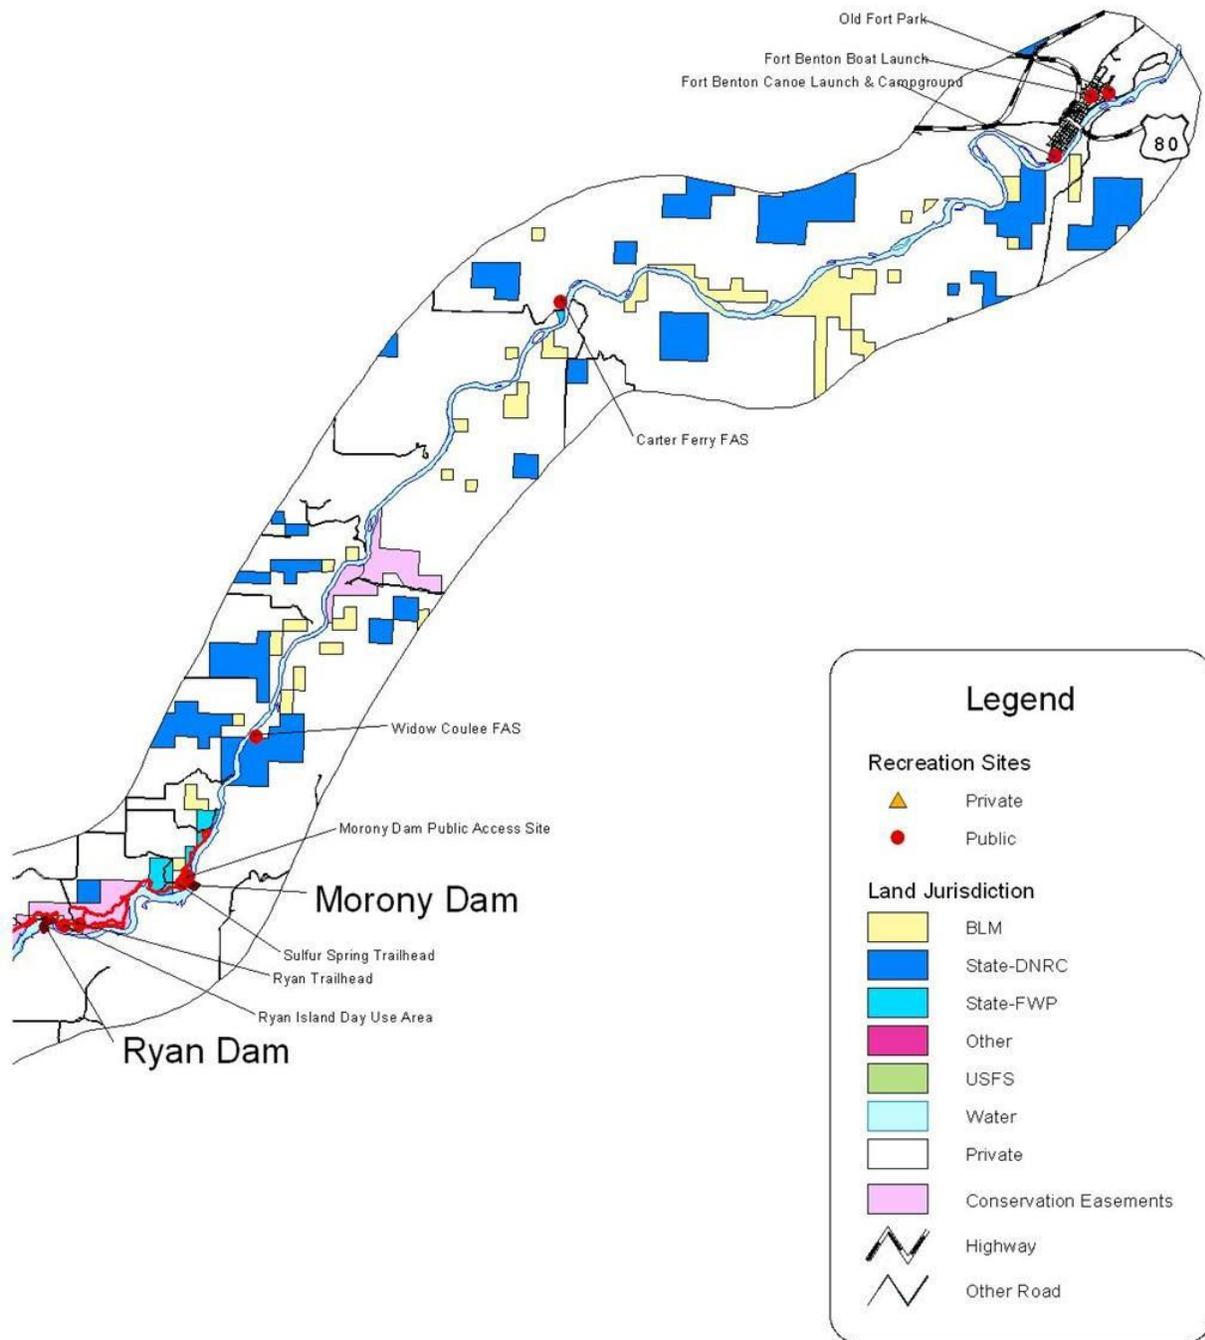 Old Fort Park
Fort Benton Boat Launch
Fort Benton Canoe Launch & Campground
80
Carter Ferry FAS
Widow Coulee FAS
Morony Dam Public Access Site
Morony Dam
Sulfur Spring Trailhead
Ryan Trailhead
Ryan Island Day Use Area
Ryan Dam
Legend
Recreation Sites
Private
Public
Land Jurisdiction
BLM
State-DNRC
State-FWP
Other
USFS
Water
Private
Conservation Easements
Highway
Other Road